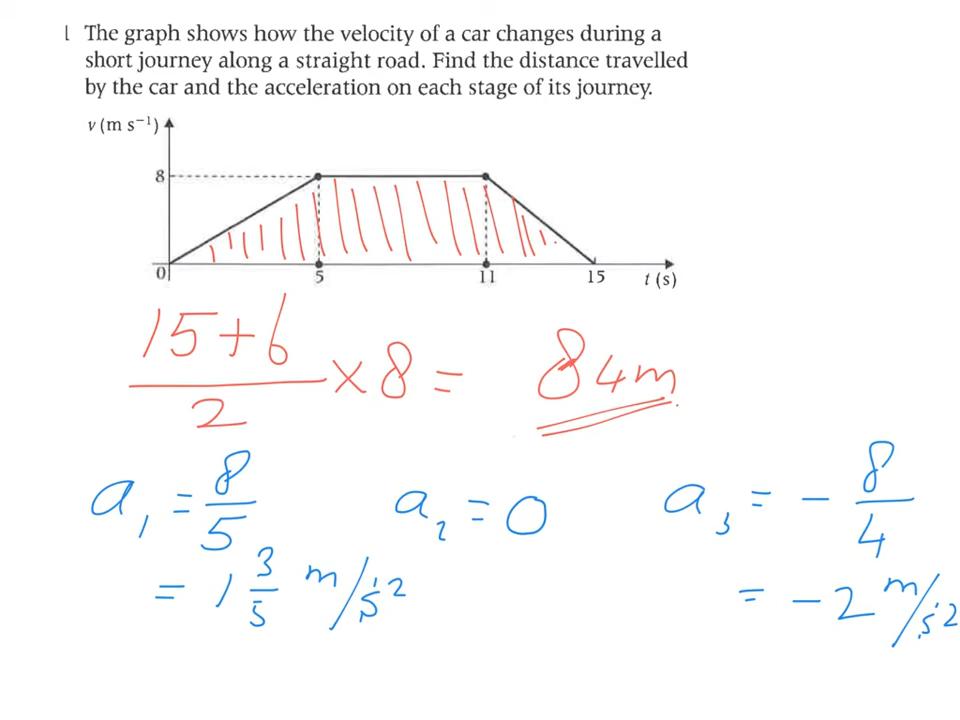 1 The graph shows how the velocity of a car changes during a
short journey along a straight road. Find the distance travelled
by the car and the acceleration on each stage of its journey.
v (m s⁻¹)
8
0 5 11 15 t (s)
(15 + 6)/2 × 8 = 84m
a₁ = 8/5 a₂ = 0 a₃ = - 8/4
= 1 3/5 m/s² = -2 m/s²